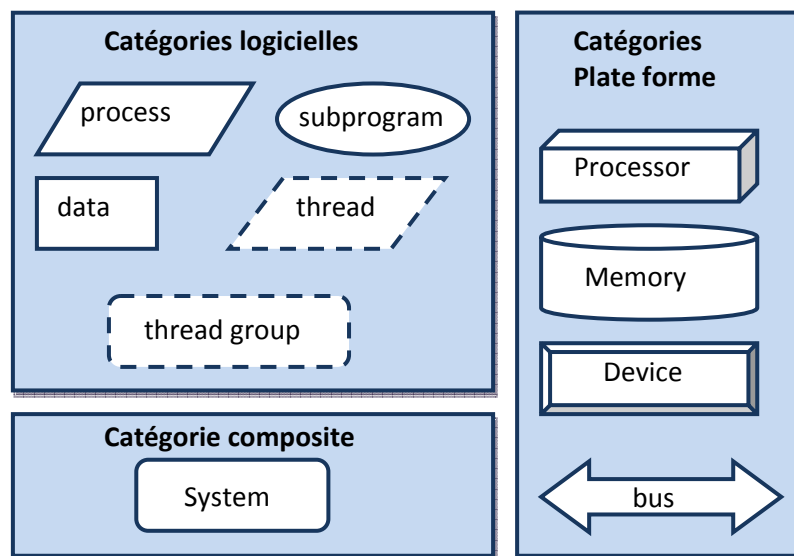 Catégories logicielles
process
subprogram
data
thread
thread group
Catégorie composite
System
Catégories
Plate forme
Processor
Memory
Device
bus